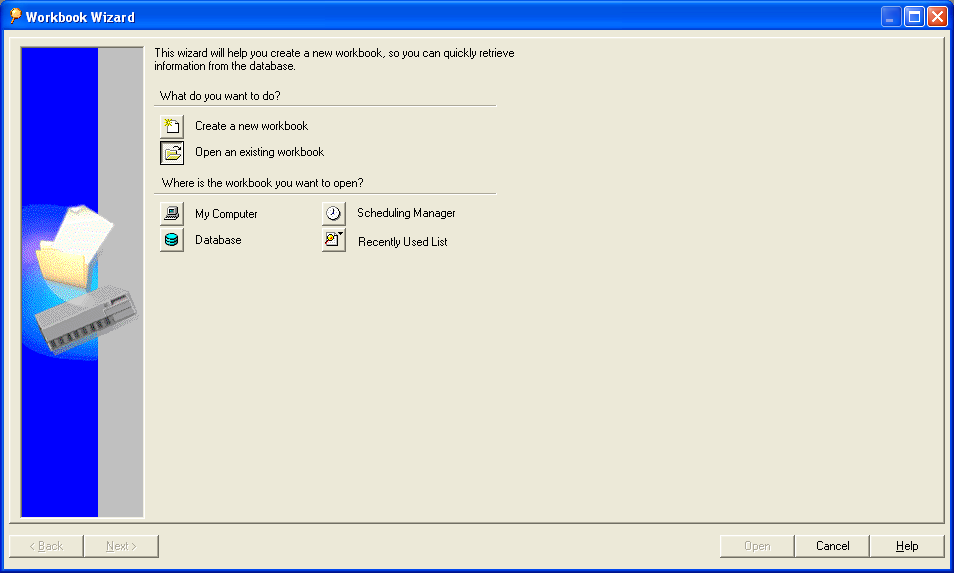 Workbook Wizard
This wizard will help you create a new workbook, so you can quickly retrieve
information from the database.
What do you want to do?
Create a new workbook
Open an existing workbook
Where is the workbook you want to open?
My Computer
Scheduling Manager
Database
Recently Used List
< Back
Next >
Open
Cancel
Help